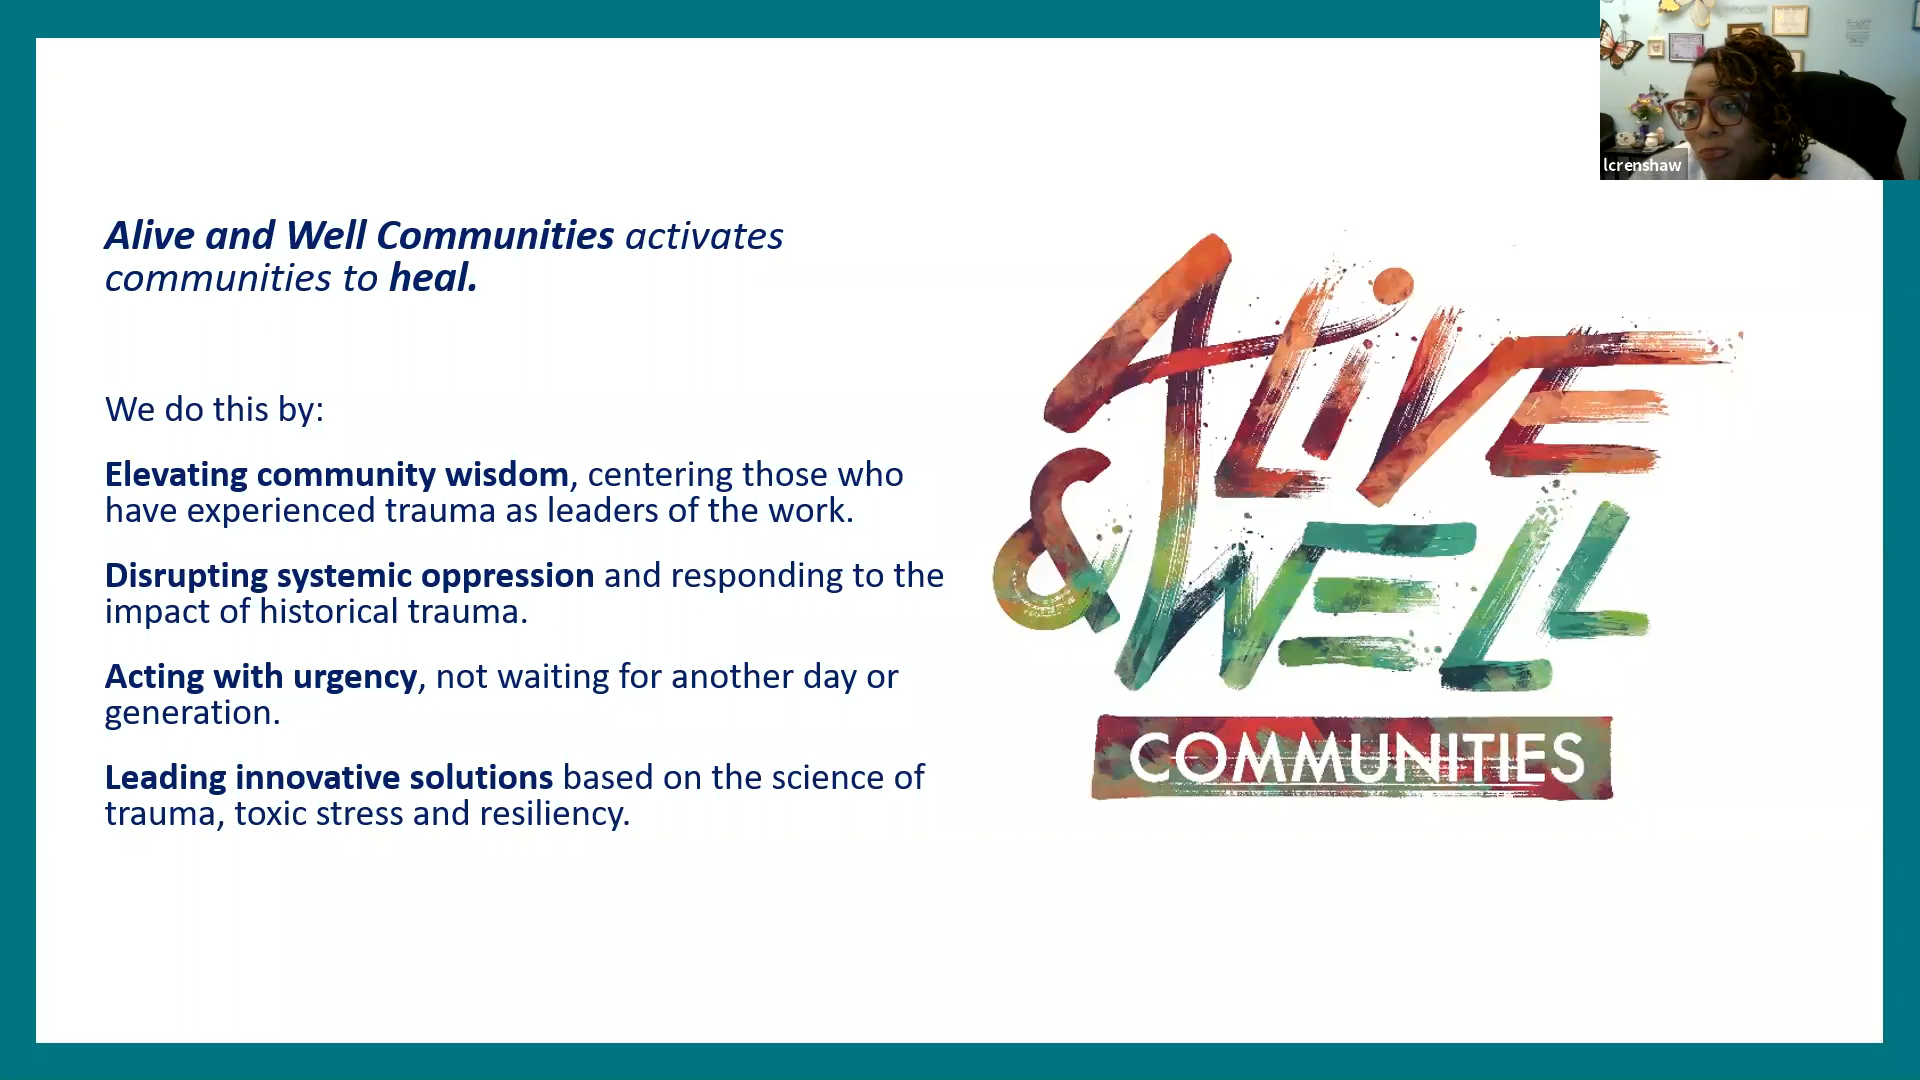 lcrenshaw
Alive and Well Communities activates
communities to heal.
We do this by:
Elevating community wisdom, centering those who
have experienced trauma as leaders of the work.
Disrupting systemic oppression and responding to the
impact of historical trauma.
Acting with urgency, not waiting for another day or
generation.
Leading innovative solutions based on the science of
trauma, toxic stress and resiliency.
ALiVE
& WELL
COMMUNITIES